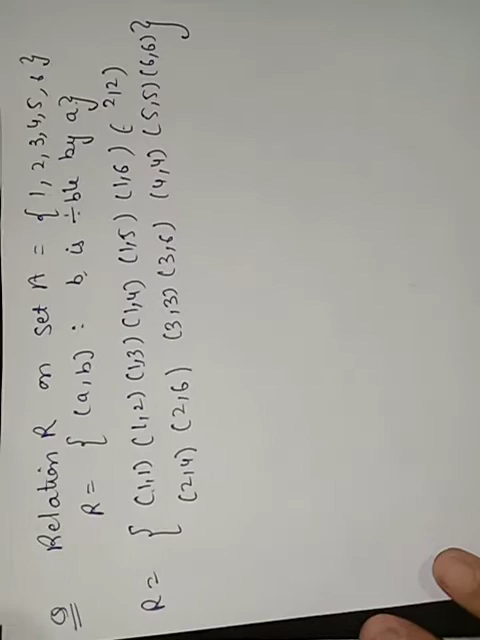 Q Relation R on set A = {1, 2, 3, 4, 5, 6}
R = { (a, b) : b is ÷ble by a}
R = { (1,1) (1,2) (1,3) (1,4) (1,5) (1,6) (2,2)
(2,4) (2,6) (3,3) (3,6) (4,4) (5,5) (6,6)}